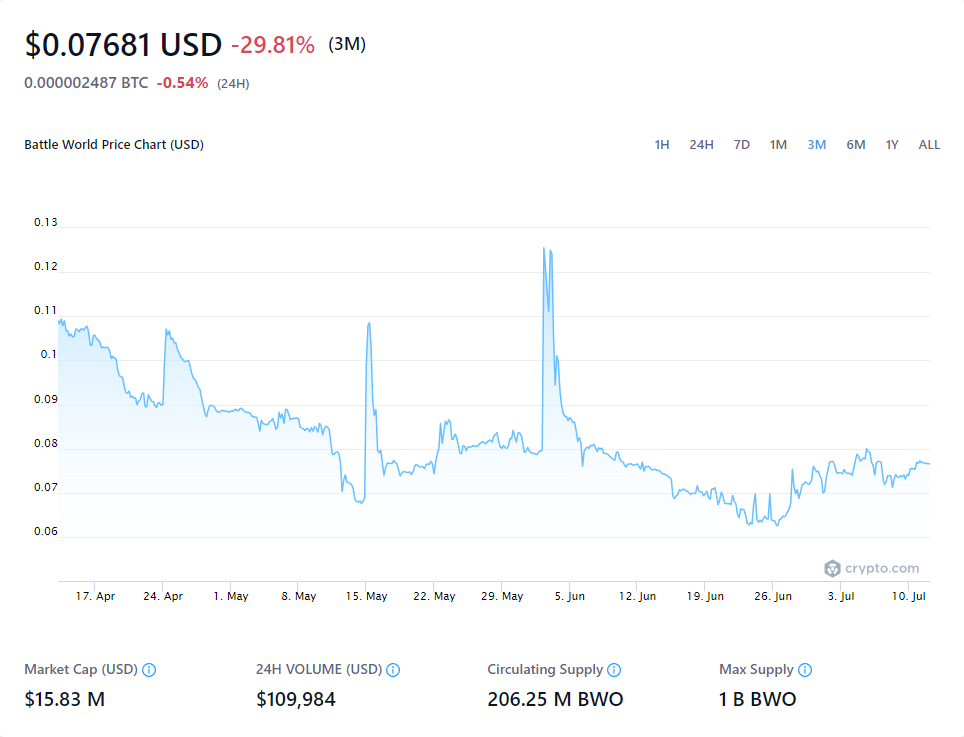 $0.07681 USD -29.81% (3M)
0.000002487 BTC -0.54% (24H)
Battle World Price Chart (USD)
1H 24H 7D 1M 3M 6M 1Y ALL
0.13
0.12
0.11
0.1
0.09
0.08
0.07
0.06
crypto.com
17. Apr 24. Apr 1. May 8. May 15. May 22. May 29. May 5. Jun 12. Jun 19. Jun 26. Jun 3. Jul 10. Jul
Market Cap (USD) 24H VOLUME (USD) Circulating Supply Max Supply
$15.83 M $109,984 206.25 M BWO 1 B BWO